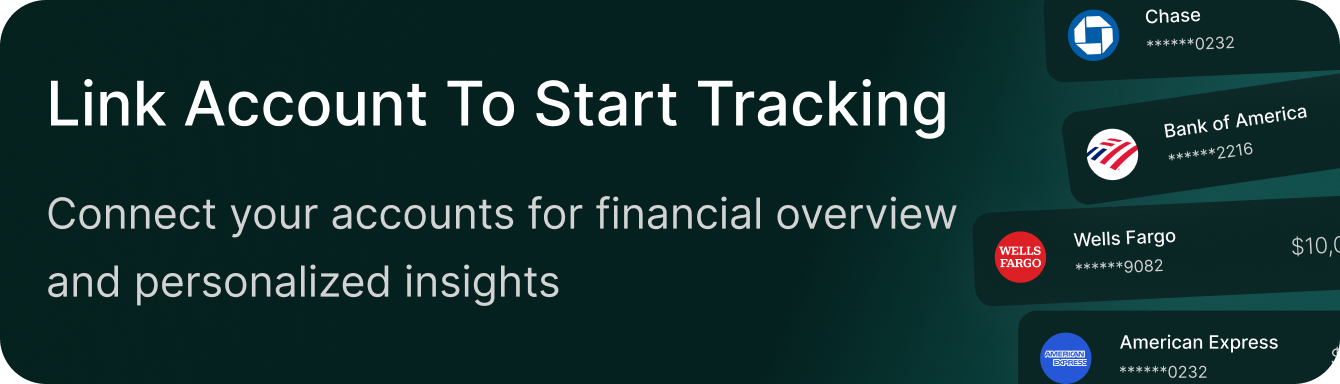 Link Account To Start Tracking
Connect your accounts for financial overview
and personalized insights
Chase
******0232
Bank of America
******2216
WELLS
FARGO
Wells Fargo
******9082
$10,0
AMERICAN
EXPRESS
American Express
******0232
$